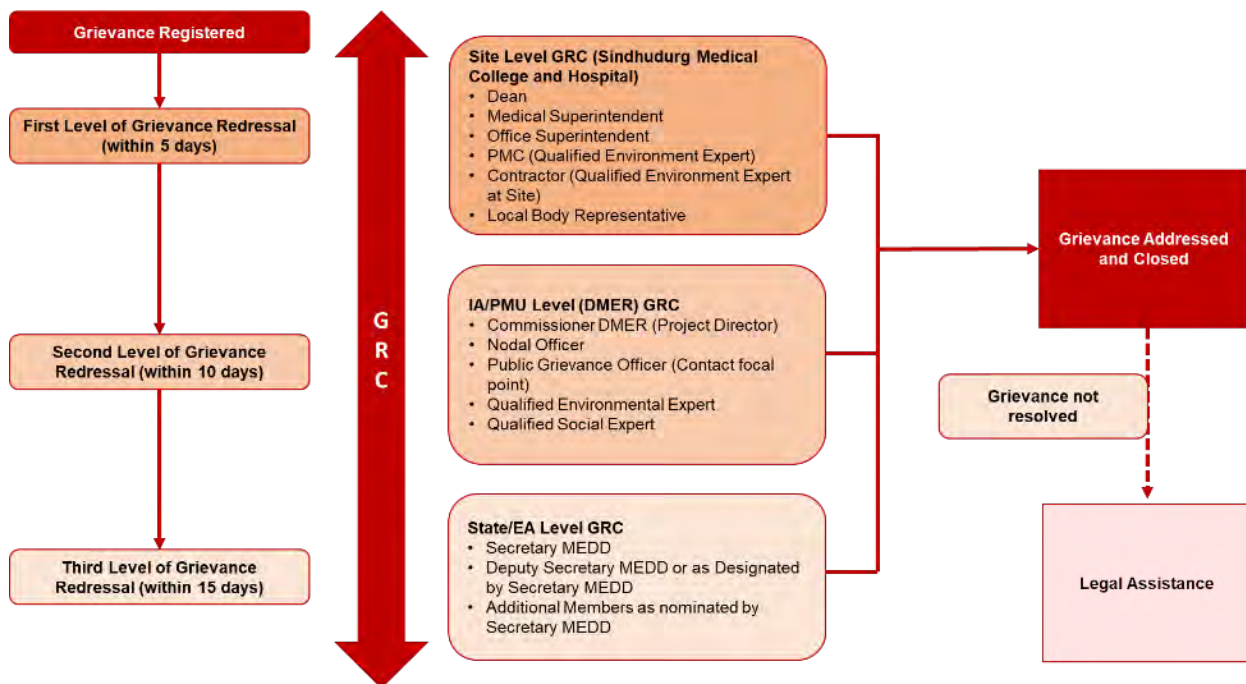 Grievance Registered
First Level of Grievance Redressal
(within 5 days)
Second Level of Grievance
Redressal (within 10 days)
Third Level of Grievance
Redressal (within 15 days)
G
R
C
Site Level GRC (Sindhudurg Medical
College and Hospital)
• Dean
• Medical Superintendent
• Office Superintendent
• PMC (Qualified Environment Expert)
• Contractor (Qualified Environment Expert
at Site)
• Local Body Representative
IA/PMU Level (DMER) GRC
• Commissioner DMER (Project Director)
• Nodal Officer
• Public Grievance Officer (Contact focal
point)
• Qualified Environmental Expert
• Qualified Social Expert
State/EA Level GRC
• Secretary MEDD
• Deputy Secretary MEDD or as Designated
by Secretary MEDD
• Additional Members as nominated by
Secretary MEDD
Grievance Addressed
and Closed
Grievance not
resolved
Legal Assistance